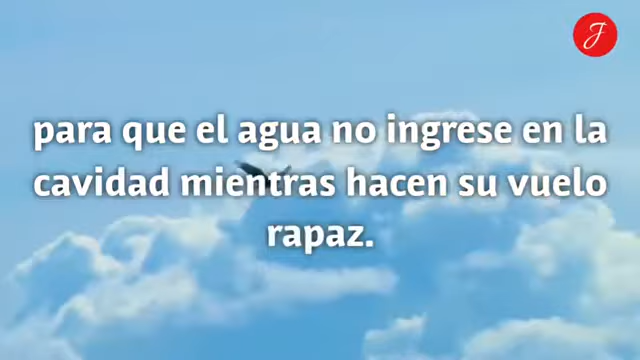 J
para que el agua no ingrese en la
cavidad mientras hacen su vuelo
rapaz.